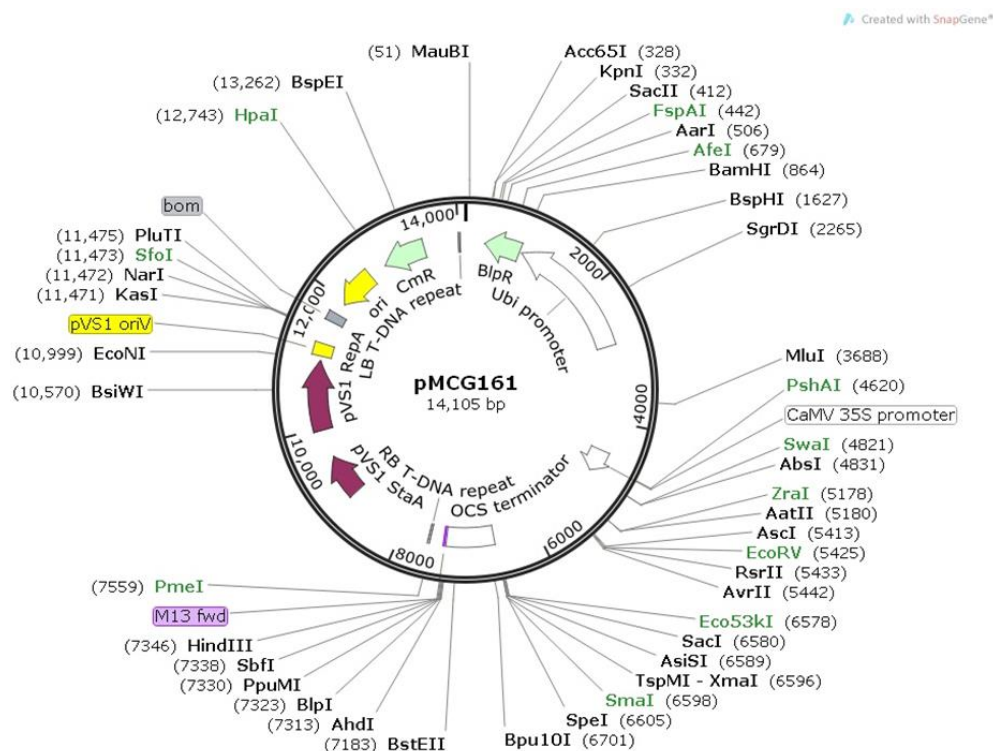 Created with SnapGene®
(51) MauBI
(13,262) BspEI
(12,743) HpaI
bom
(11,475) PluTI
(11,473) SfoI
(11,472) NarI
(11,471) KasI
pVS1 oriV
(10,999) EcoNI
(10,570) BsiWI
Acc65I (328)
KpnI (332)
SacII (412)
FspAI (442)
AarI (506)
AfeI (679)
BamHI (864)
BspHI (1627)
SgrDI (2265)
MluI (3688)
PshAI (4620)
CaMV 35S promoter
SwaI (4821)
AbsI (4831)
ZraI (5178)
AatII (5180)
AscI (5413)
EcoRV (5425)
RsrII (5433)
AvrII (5442)
Eco53kI (6578)
SacI (6580)
AsiSI (6589)
TspMI - XmaI (6596)
SmaI (6598)
SpeI (6605)
Bpu10I (6701)
(7559) PmeI
M13 fwd
(7346) HindIII
(7338) SbfI
(7330) PpuMI
(7323) BlpI
(7313) AhdI
(7183) BstEII
14,000
2000
4000
6000
8000
10,000
12,000
CmR
ori
LB T-DNA repeat
BlpR
Ubi promoter
pVS1 RepA
pVS1 StaA
RB T-DNA repeat
OCS terminator
pMCG161
14,105 bp